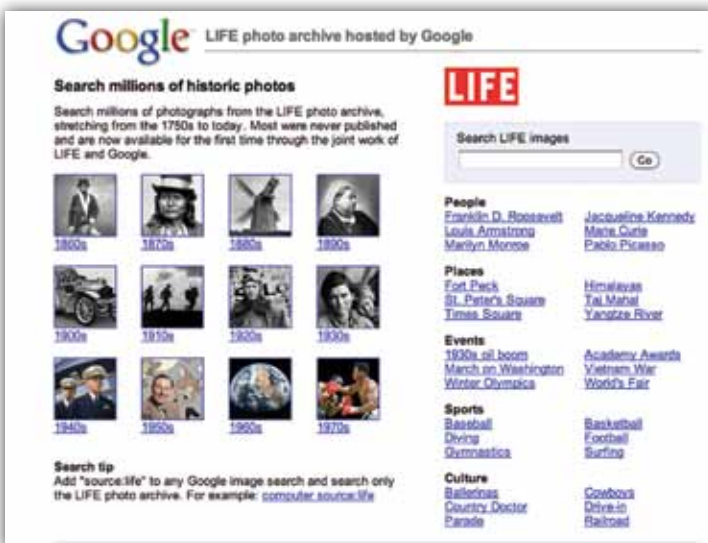 Google LIFE photo archive hosted by Google
Search millions of historic photos
Search millions of photographs from the LIFE photo archive,
stretching from the 1750s to today. Most were never published
and are now available for the first time through the joint work of
LIFE and Google.
1860s 1870s 1880s 1890s
1900s 1910s 1920s 1930s
1940s 1950s 1960s 1970s
Search tip
Add "source:life" to any Google image search and search only
the LIFE photo archive. For example: computer source:life
LIFE
Search LIFE images
Go
People
Franklin D. Roosevelt Jacqueline Kennedy
Louis Armstrong Marie Curie
Marilyn Monroe Pablo Picasso
Places
Fort Peck Himalayas
St. Peter's Square Taj Mahal
Times Square Yangtze River
Events
1930s oil boom Academy Awards
March on Washington Vietnam War
Winter Olympics World's Fair
Sports
Baseball Basketball
Diving Football
Gymnastics Surfing
Culture
Ballerinas Cowboys
Country Doctor Drive-in
Parade Railroad